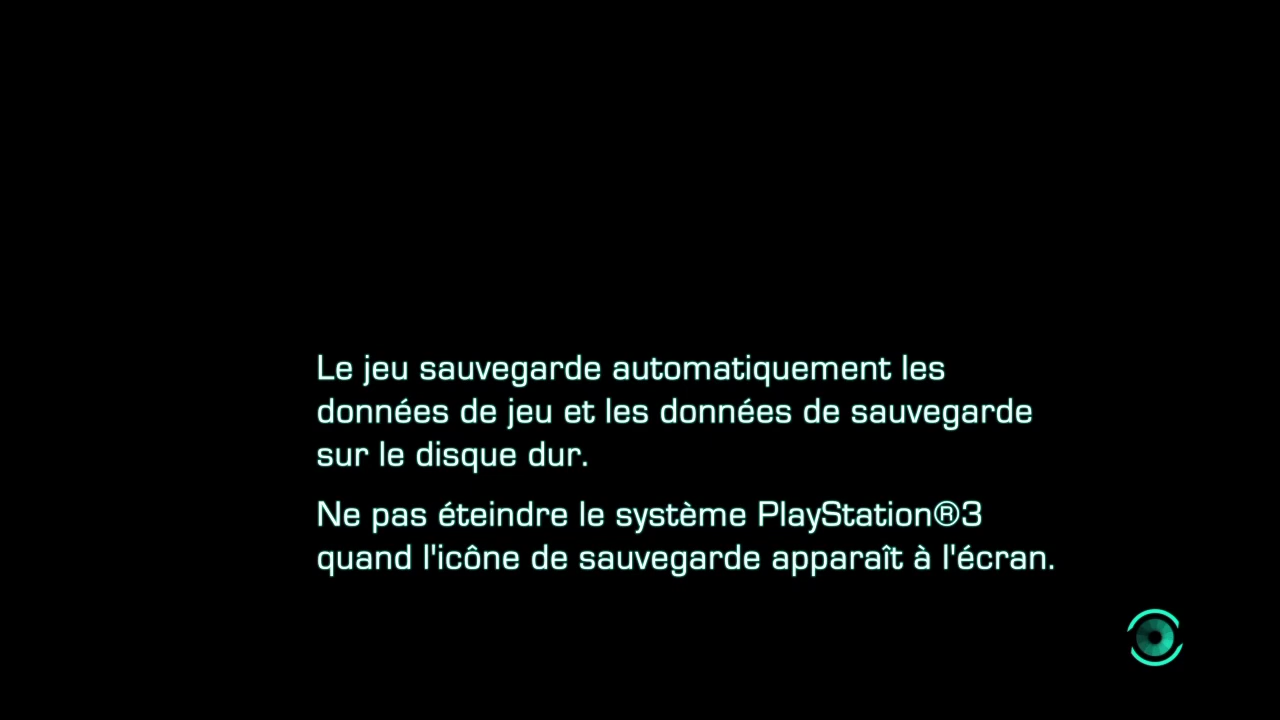 Le jeu sauvegarde automatiquement les
données de jeu et les données de sauvegarde
sur le disque dur.
Ne pas éteindre le système PlayStation®3
quand l'icône de sauvegarde apparaît à l'écran.